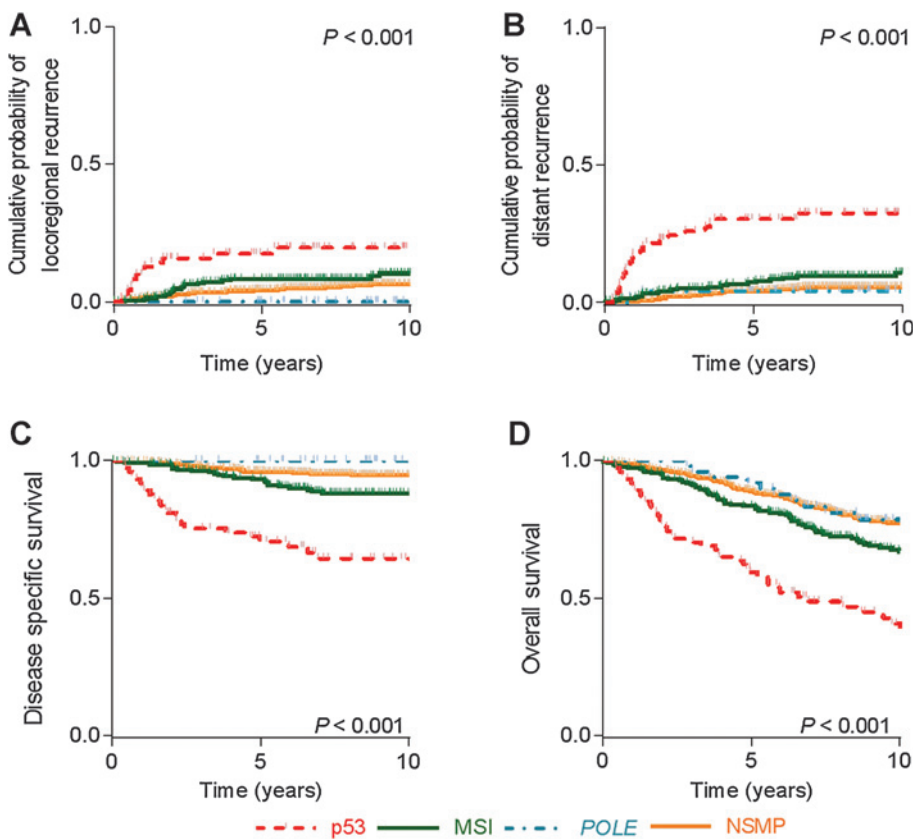 A
1.0
P < 0.001
Cumulative probability of
locoregional recurrence
0.5
0.0
0
5
10
Time (years)
B
1.0
P < 0.001
Cumulative probability of
distant recurrence
0.5
0.0
0
5
10
Time (years)
C
1.0
Disease specific survival
0.5
0.0
P < 0.001
0
5
10
Time (years)
D
1.0
Overall survival
0.5
0.0
P < 0.001
0
5
10
Time (years)
p53 MSI POLE NSMP